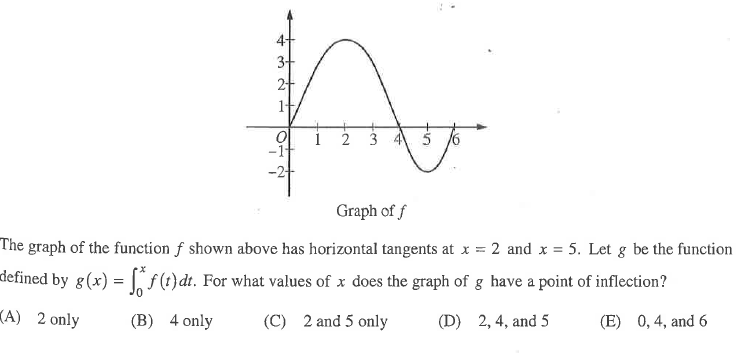 4
3
2
1
O 1 2 3 4 5 6
-1
-2
Graph of f
The graph of the function f shown above has horizontal tangents at x = 2 and x = 5. Let g be the function
defined by g(x) = ∫₀ˣ f(t)dt. For what values of x does the graph of g have a point of inflection?
(A) 2 only (B) 4 only (C) 2 and 5 only (D) 2, 4, and 5 (E) 0, 4, and 6